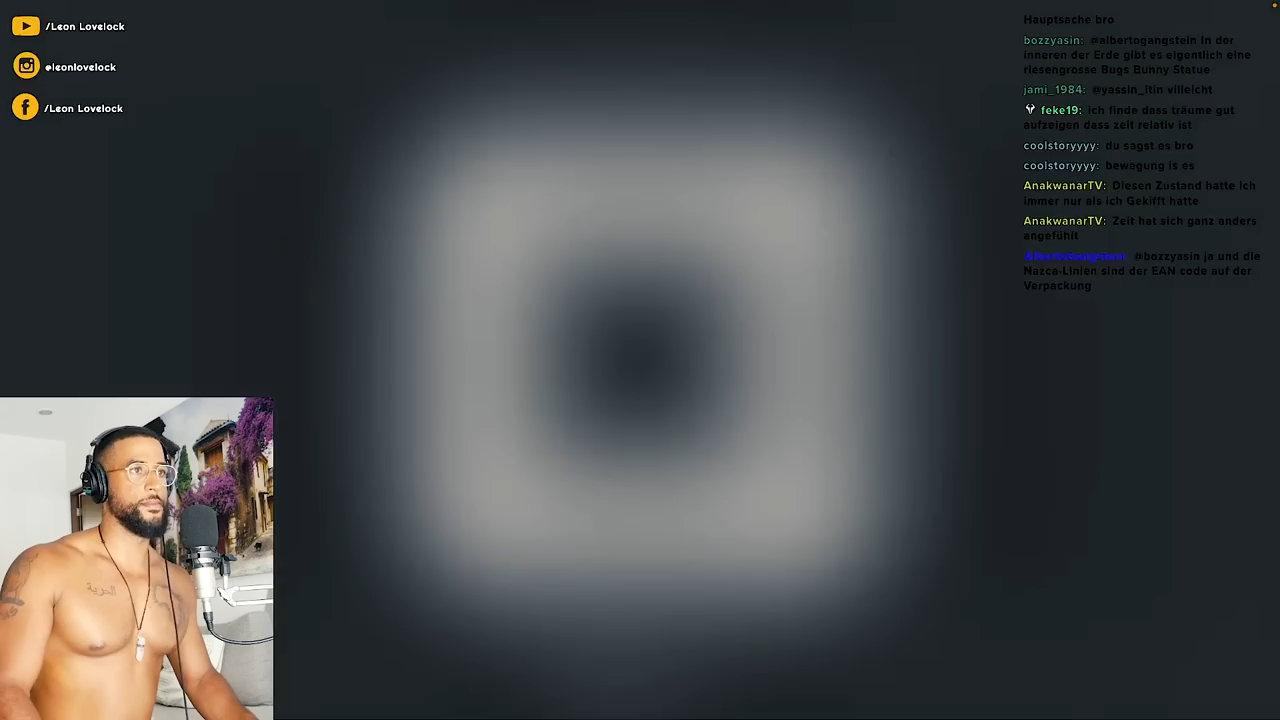 /Leon Lovelock
@leonlovelock
/Leon Lovelock
Hauptsache bro
bozzyasin: @albertogangstein In der
inneren der Erde gibt es eigentlich eine
riesengrosse Bugs Bunny Statue
jami_1984: @yassin_itin villeicht
feke19: ich finde dass träume gut
aufzeigen dass zeit relativ ist
coolstoryyyy: du sagst es bro
coolstoryyyy: bewegung is es
AnakwanarTV: Diesen Zustand hatte ich
immer nur als ich Gekifft hatte
AnakwanarTV: Zeit hat sich ganz anders
angefühlt
@bozzyasin ja und die
Nazca-Linien sind der EAN code auf der
Verpackung
العربية